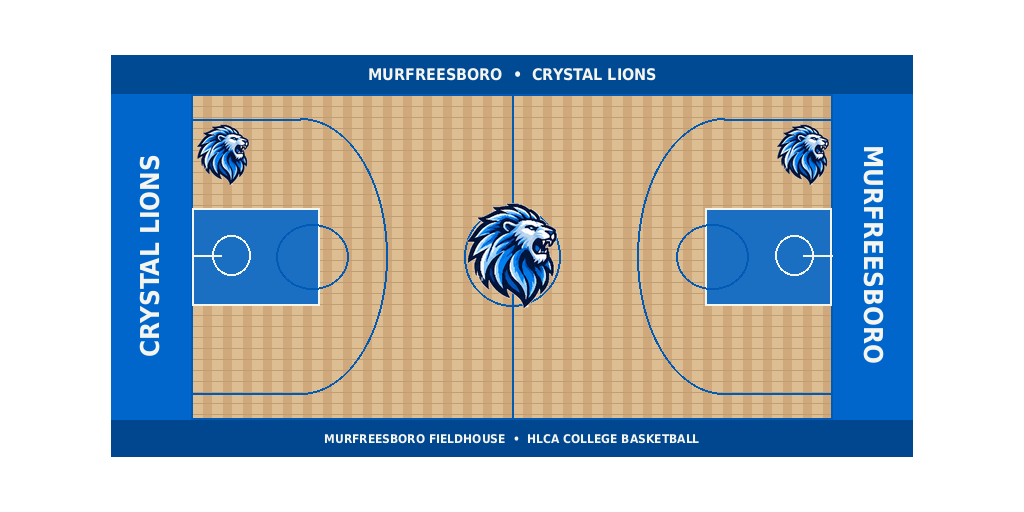 MURFREESBORO • CRYSTAL LIONS
CRYSTAL LIONS
MURFREESBORO
MURFREESBORO FIELDHOUSE • HLCA COLLEGE BASKETBALL